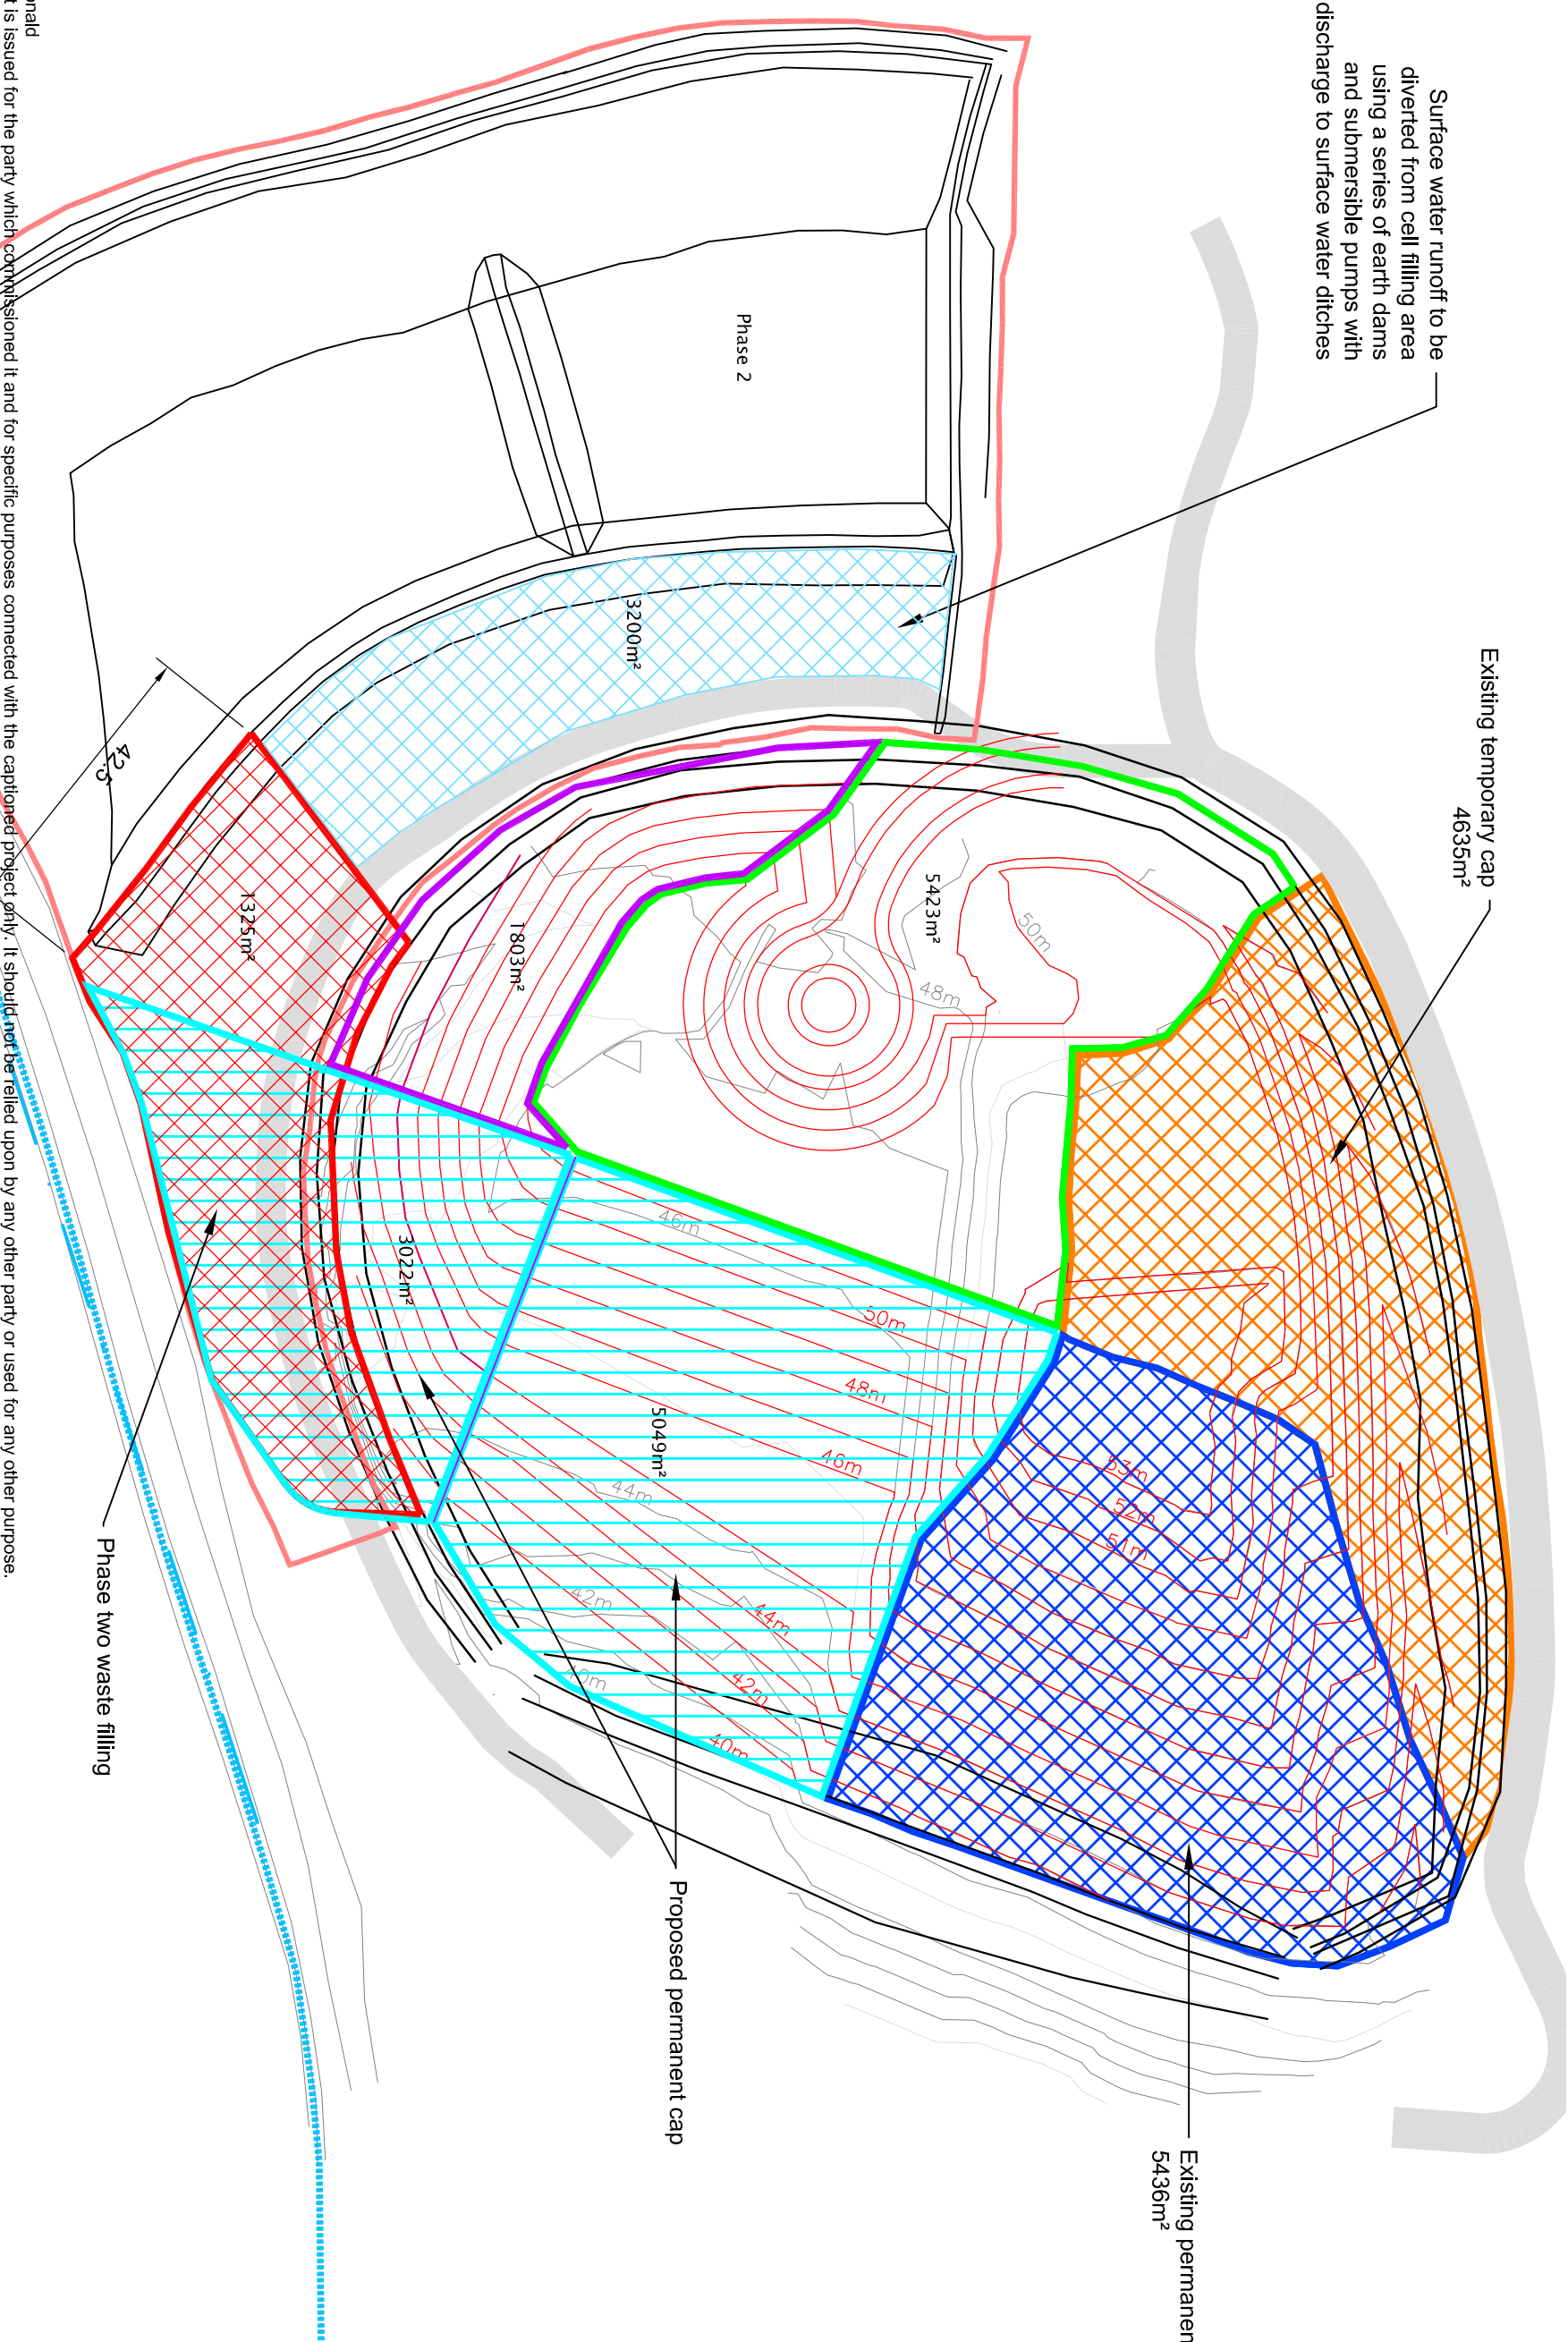 Surface water runoff to be
diverted from cell filling area
using a series of earth dams
and submersible pumps with
discharge to surface water ditches
Existing temporary cap
4635m²
Phase 2
3200m²
42.5
1325m²
1803m²
5423m²
50m
48m
46m
3022m²
50m
48m
46m
5049m²
44m
42m
40m
44m
42m
40m
53m
52m
51m
Phase two waste filling
Proposed permanent cap
Existing permanen
5436m²
onald
t is issued for the party which commissioned it and for specific purposes connected with the captioned project only. It should not be relied upon by any other party or used for any other purpose.